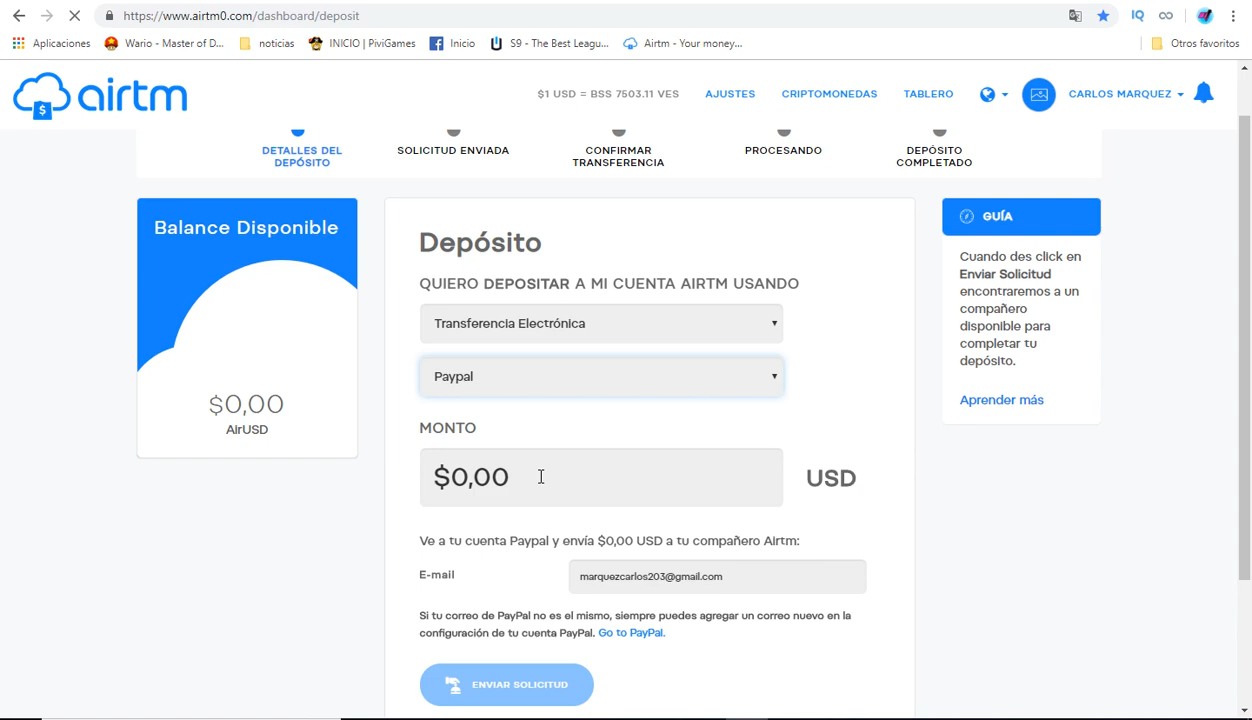 https://www.airtm0.com/dashboard/deposit
Aplicaciones
Wario - Master of D...
noticias
INICIO | PiviGames
Inicio
S9 - The Best Leagu...
Airtm - Your money...
Otros favoritos
IQ
airtm
$
$1 USD = BSS 7503.11 VES
AJUSTES
CRIPTOMONEDAS
TABLERO
CARLOS MARQUEZ
DETALLES DEL
DEPÓSITO
SOLICITUD ENVIADA
CONFIRMAR
TRANSFERENCIA
PROCESANDO
DEPÓSITO
COMPLETADO
Balance Disponible
$0,00
AirUSD
Depósito
QUIERO DEPOSITAR A MI CUENTA AIRTM USANDO
Transferencia Electrónica
Paypal
MONTO
$0,00
USD
Ve a tu cuenta Paypal y envía $0,00 USD a tu compañero Airtm:
E-mail
marquezcarlos203@gmail.com
Si tu correo de PayPal no es el mismo, siempre puedes agregar un correo nuevo en la
configuración de tu cuenta PayPal. Go to PayPal.
ENVIAR SOLICITUD
GUÍA
Cuando des click en
Enviar Solicitud
encontraremos a un
compañero
disponible para
completar tu
depósito.
Aprender más